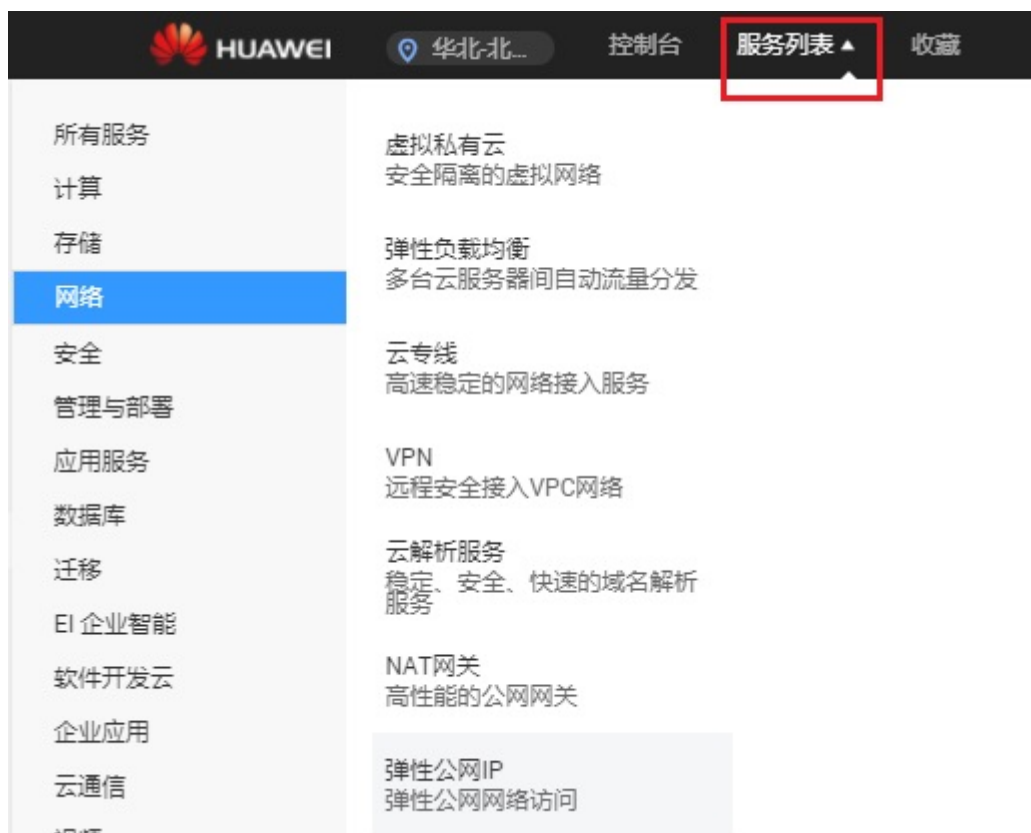 HUAWEI 华北-北... 控制台 服务列表 收藏
所有服务
计算
存储
网络
安全
管理与部署
应用服务
数据库
迁移
EI 企业智能
软件开发云
企业应用
云通信
虚拟私有云
安全隔离的虚拟网络
弹性负载均衡
多台云服务器间自动流量分发
云专线
高速稳定的网络接入服务
VPN
远程安全接入VPC网络
云解析服务
稳定、安全、快速的域名解析
服务
NAT网关
高性能的公网网关
弹性公网IP
弹性公网网络访问